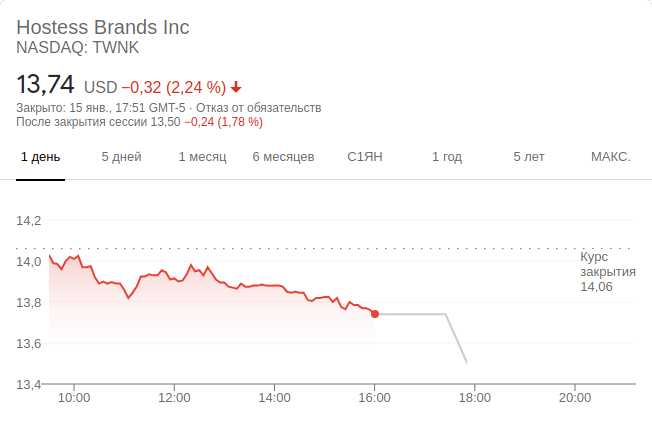 Hostess Brands Inc
NASDAQ: TWNK
13,74 USD −0,32 (2,24 %)
Закрыто: 15 янв., 17:51 GMT-5 · Отказ от обязательств
После закрытия сессии 13,50 −0,24 (1,78 %)
1 день 5 дней 1 месяц 6 месяцев С1ЯН 1 год 5 лет МАКС.
14,2
14,0
13,8
13,6
13,4
Курс
закрытия
14,06
10:00 12:00 14:00 16:00 18:00 20:00